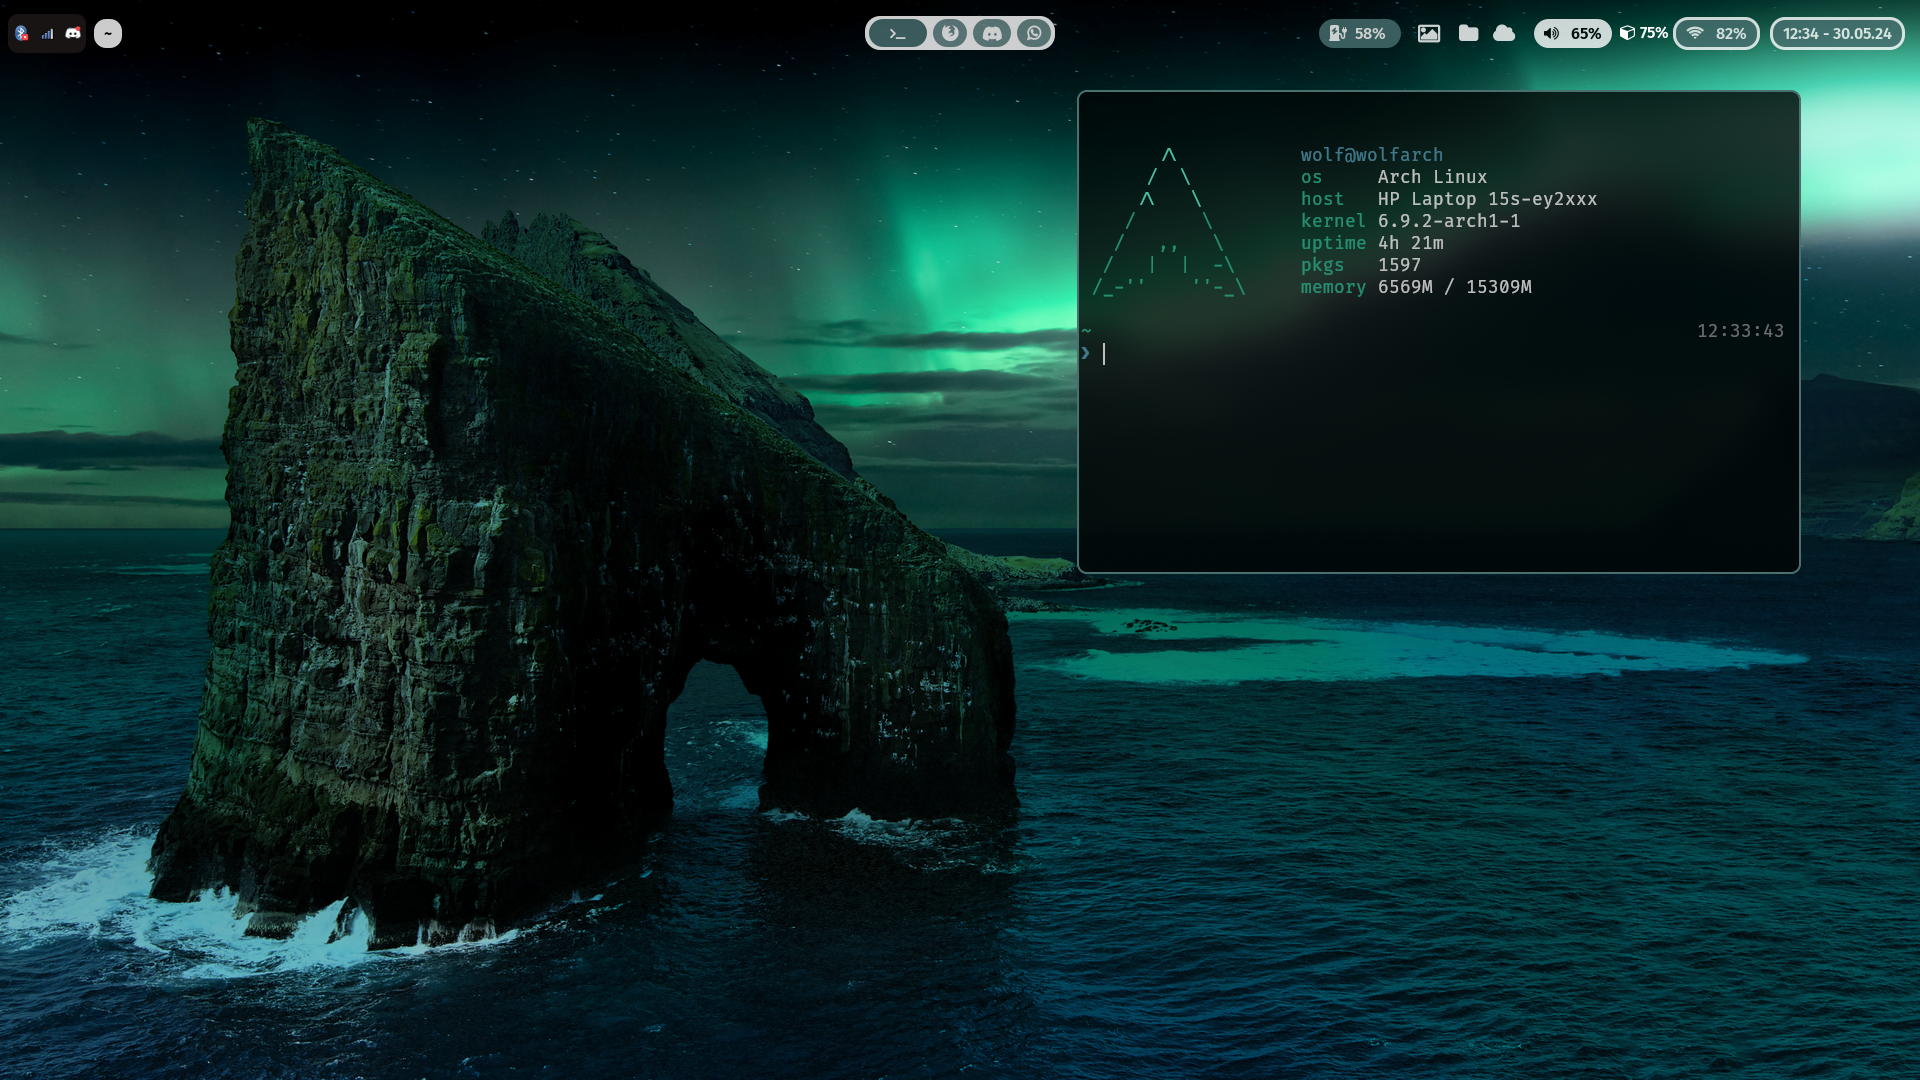 ~
58%
65%
75%
82%
12:34 - 30.05.24
wolf@wolfarch
os Arch Linux
host HP Laptop 15s-ey2xxx
kernel 6.9.2-arch1-1
uptime 4h 21m
pkgs 1597
memory 6569M / 15309M
~ 12:33:43
❯